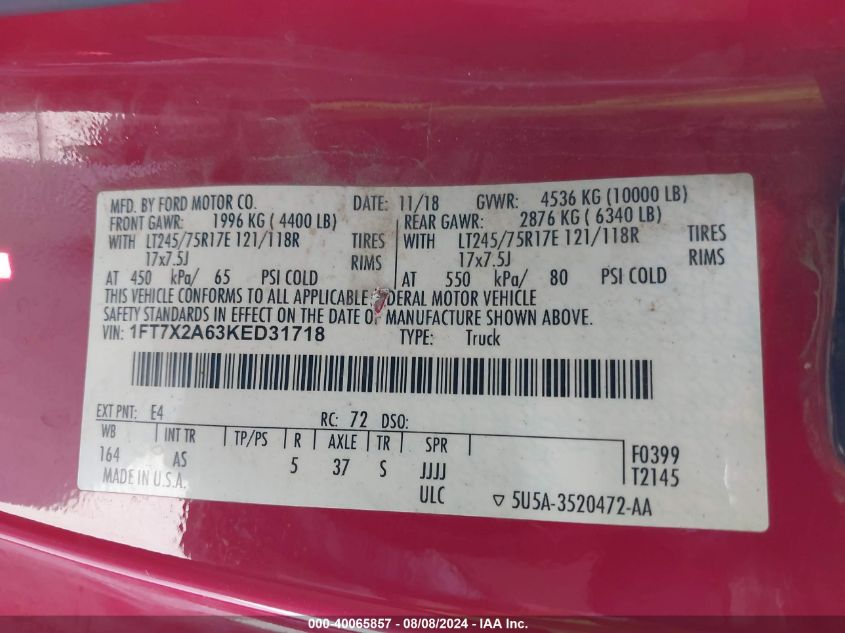 MFD. BY FORD MOTOR CO. DATE: 11/18 GVWR: 4536 KG (10000 LB)
FRONT GAWR: 1996 KG ( 4400 LB) REAR GAWR: 2876 KG ( 6340 LB)
WITH LT245/75R17E 121/118R TIRES WITH LT245/75R17E 121/118R TIRES
17x7.5J RIMS 17x7.5J RIMS
AT 450 kPa/ 65 PSI COLD AT 550 kPa/ 80 PSI COLD
THIS VEHICLE CONFORMS TO ALL APPLICABLE DERAL MOTOR VEHICLE
SAFETY STANDARDS IN EFFECT ON THE DATE OF MANUFACTURE SHOWN ABOVE.
VIN: 1FT7X2A63KED31718 TYPE: Truck
EXT PNT: E4 RC: 72 DSO:
WB INT TR TP/PS R AXLE TR SPR F0399
164 AS 5 37 S JJJJ T2145
MADE IN U.S.A. ULC ▽ 5U5A-3520472-AA
000-40065857 - 08/08/2024 - IAA Inc.